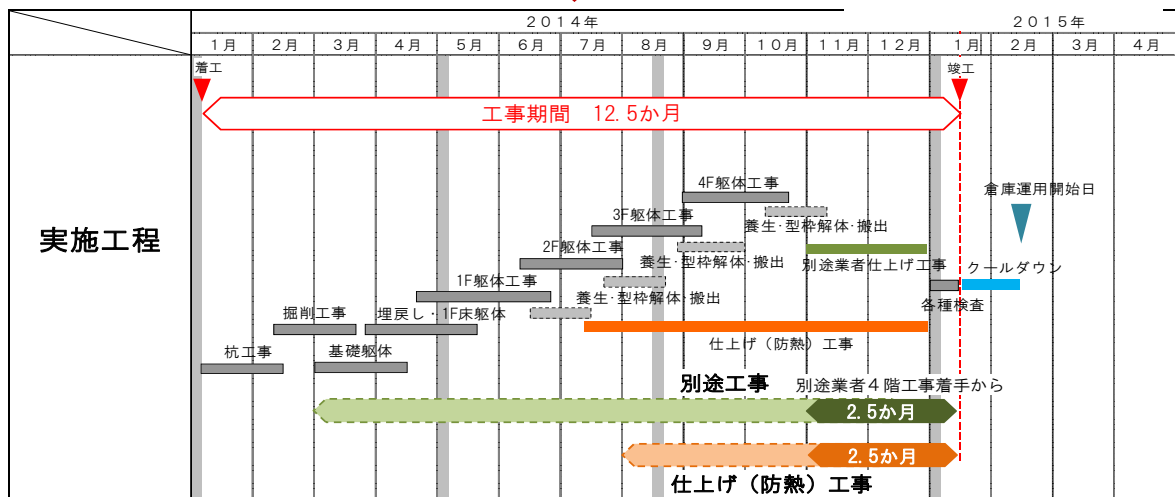 2014年
2015年
1月
2月
3月
4月
5月
6月
7月
8月
9月
10月
11月
12月
1月
2月
3月
4月
着工
竣工
工事期間 12.5か月
実施工程
4F躯体工事
倉庫運用開始日
3F躯体工事
養生・型枠解体・搬出
2F躯体工事
養生・型枠解体・搬出
別途業者仕上げ工事
クールダウン
1F躯体工事
養生・型枠解体・搬出
各種検査
掘削工事
埋戻し・1F床躯体
仕上げ（防熱）工事
杭工事
基礎躯体
別途工事
別途業者４階工事着手から
2.5か月
2.5か月
仕上げ（防熱）工事